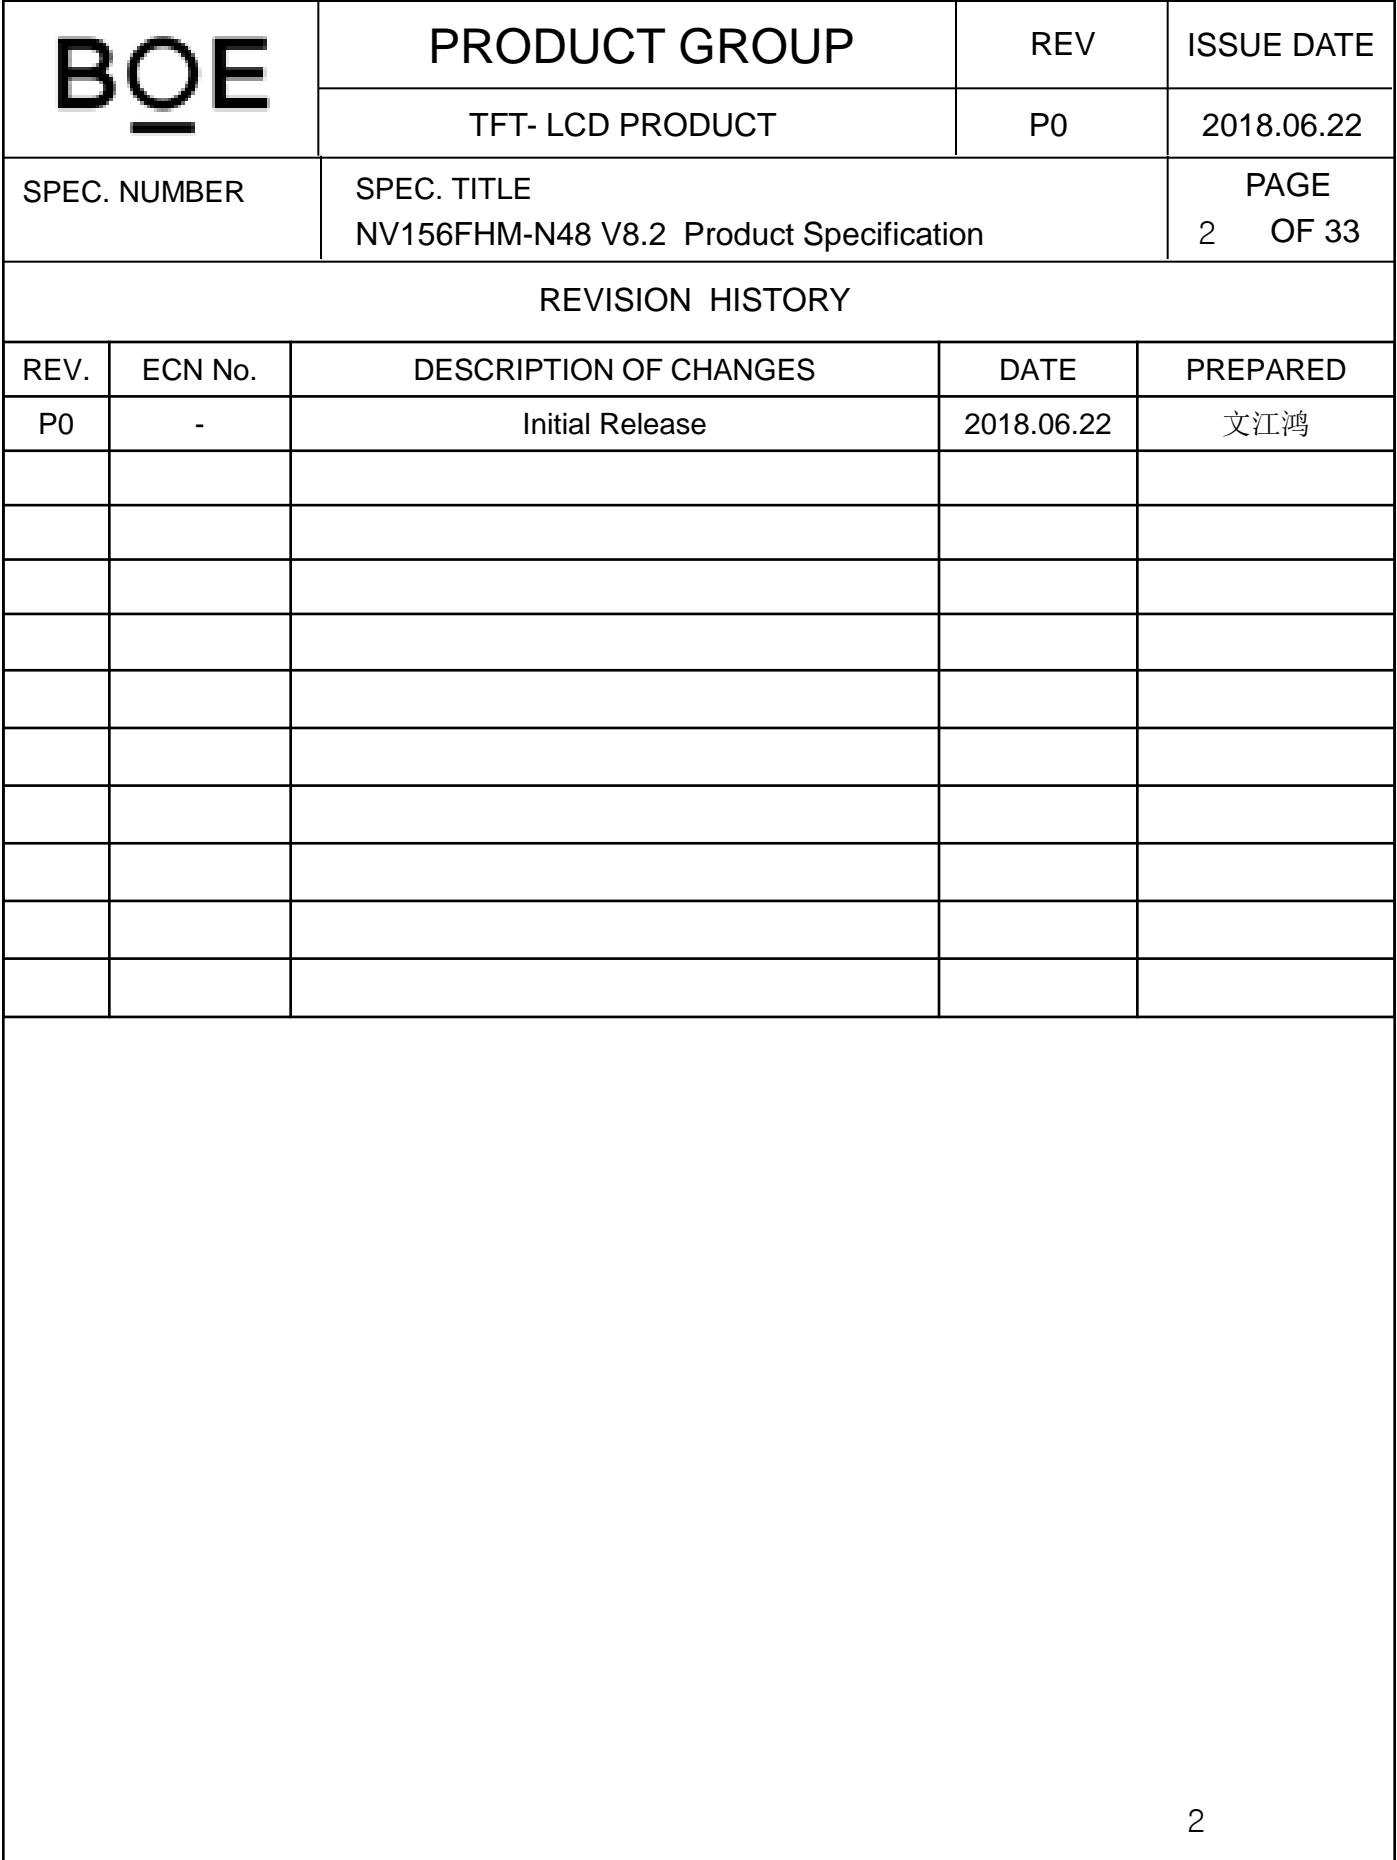 BOE
PRODUCT GROUP
REV
ISSUE DATE
TFT- LCD PRODUCT
P0
2018.06.22
SPEC. NUMBER
SPEC. TITLE
NV156FHM-N48 V8.2 Product Specification
PAGE
2 OF 33
REVISION HISTORY
REV. ECN No. DESCRIPTION OF CHANGES DATE PREPARED
P0 - Initial Release 2018.06.22 文江鸿
2